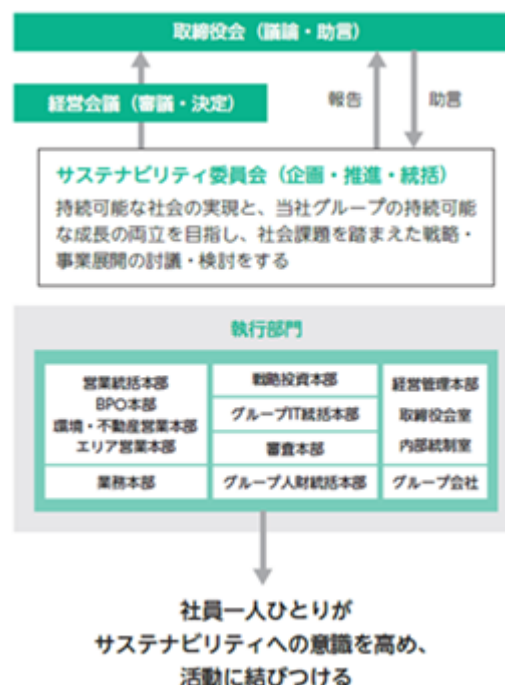 取締役会（議論・助言）
経営会議（審議・決定）
報告
助言
サステナビリティ委員会（企画・推進・統括）
持続可能な社会の実現と、当社グループの持続可能
な成長の両立を目指し、社会課題を踏まえた戦略・
事業展開の討議・検討をする
執行部門
営業統括本部
BPO本部
環境・不動産営業本部
エリア営業本部
業務本部
戦略投資本部
グループIT統括本部
審査本部
グループ人財統括本部
経営管理本部
取締役会室
内部統制室
グループ会社
社員一人ひとりが
サステナビリティへの意識を高め、
活動に結びつける